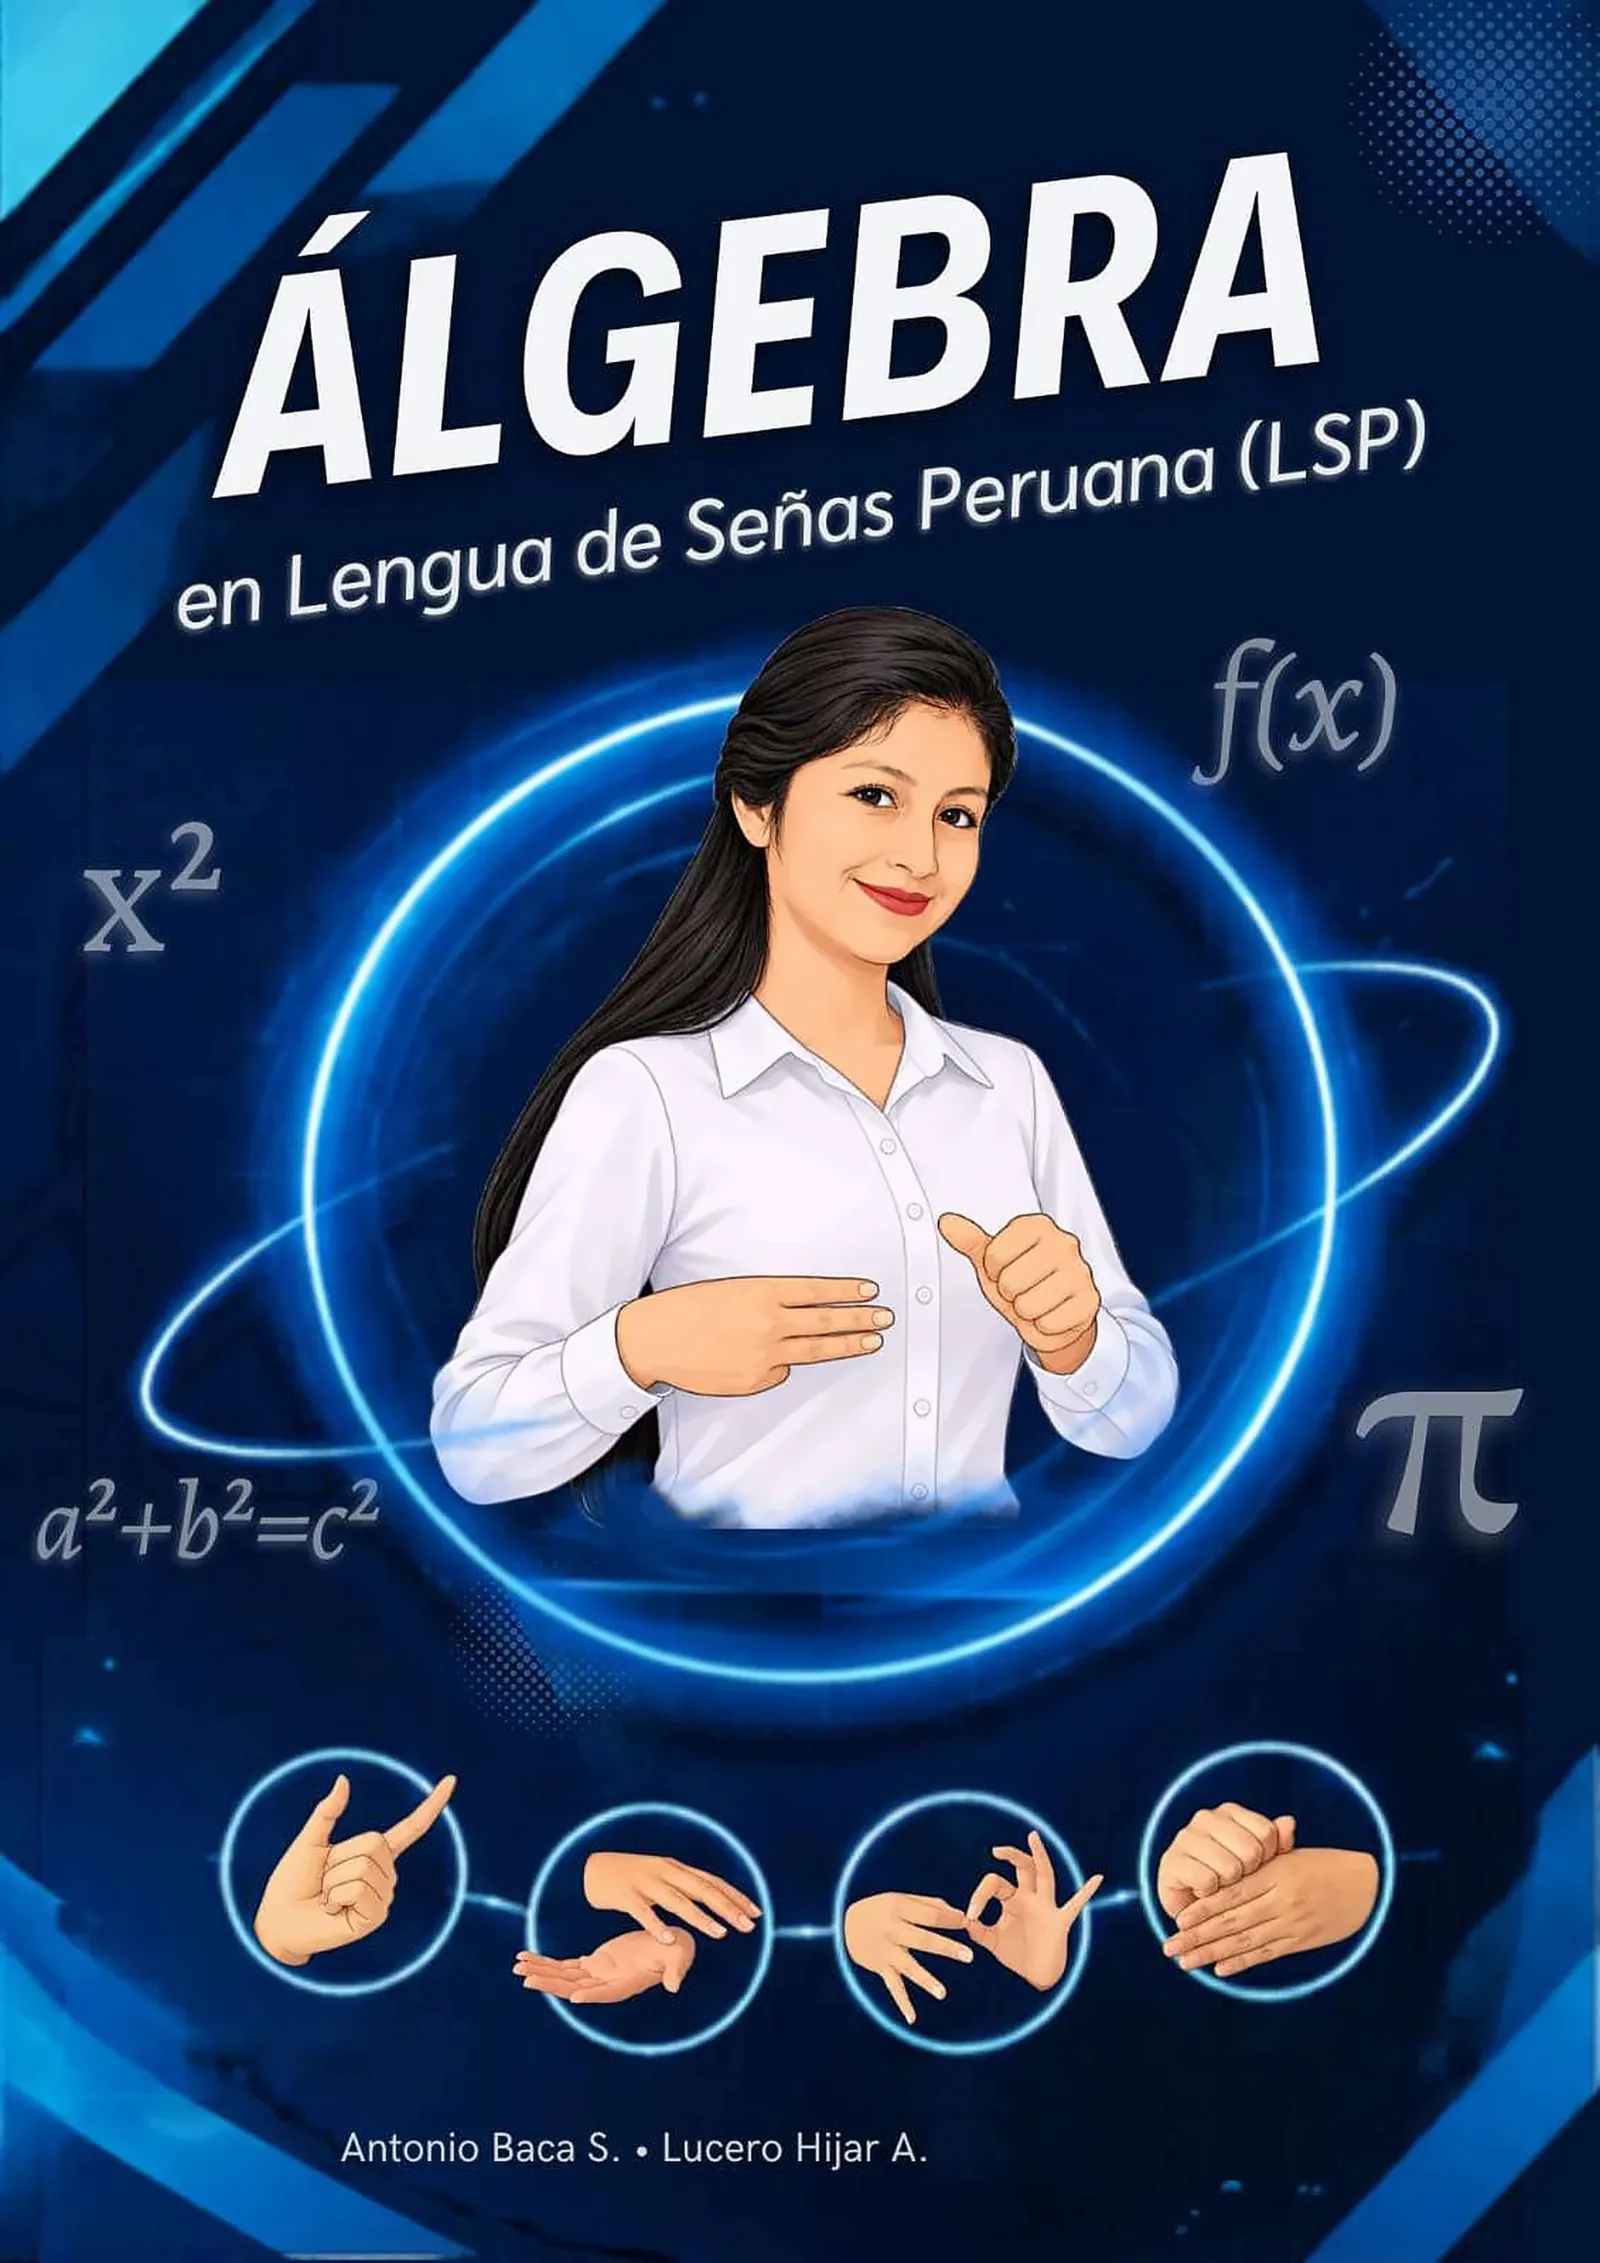 ÁLGEBRA
en Lengua de Señas Peruana (LSP)
f(x)
x²
π
a²+b²=c²
Antonio Baca S. • Lucero Hijar A.